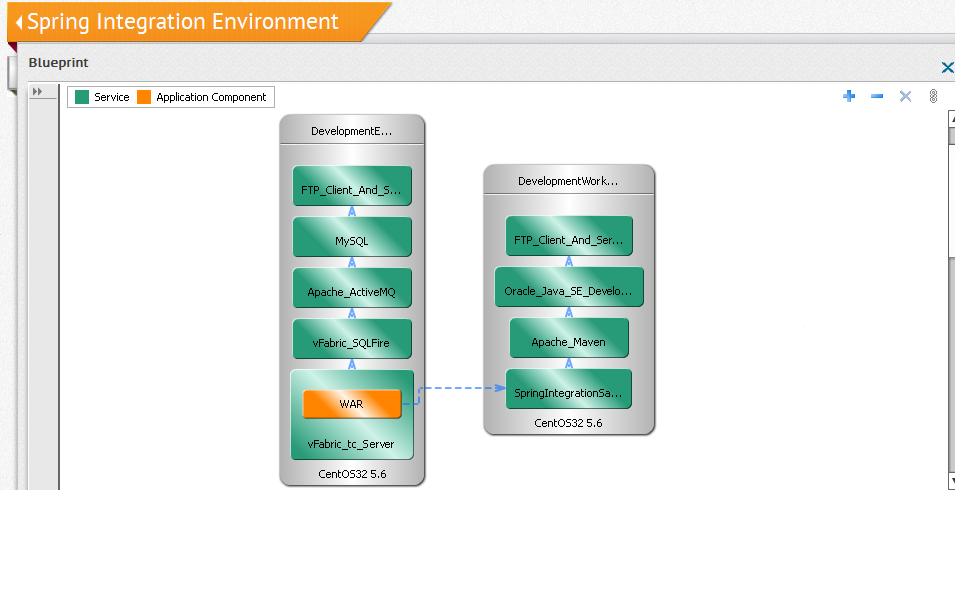 Spring Integration Environment
Blueprint
Service Application Component
DevelopmentE...
FTP_Client_And_S...
MySQL
Apache_ActiveMQ
vFabric_SQLFire
WAR
vFabric_tc_Server
CentOS32 5.6
DevelopmentWork...
FTP_Client_And_Ser...
Oracle_Java_SE_Develo...
Apache_Maven
SpringIntegrationSa...
CentOS32 5.6